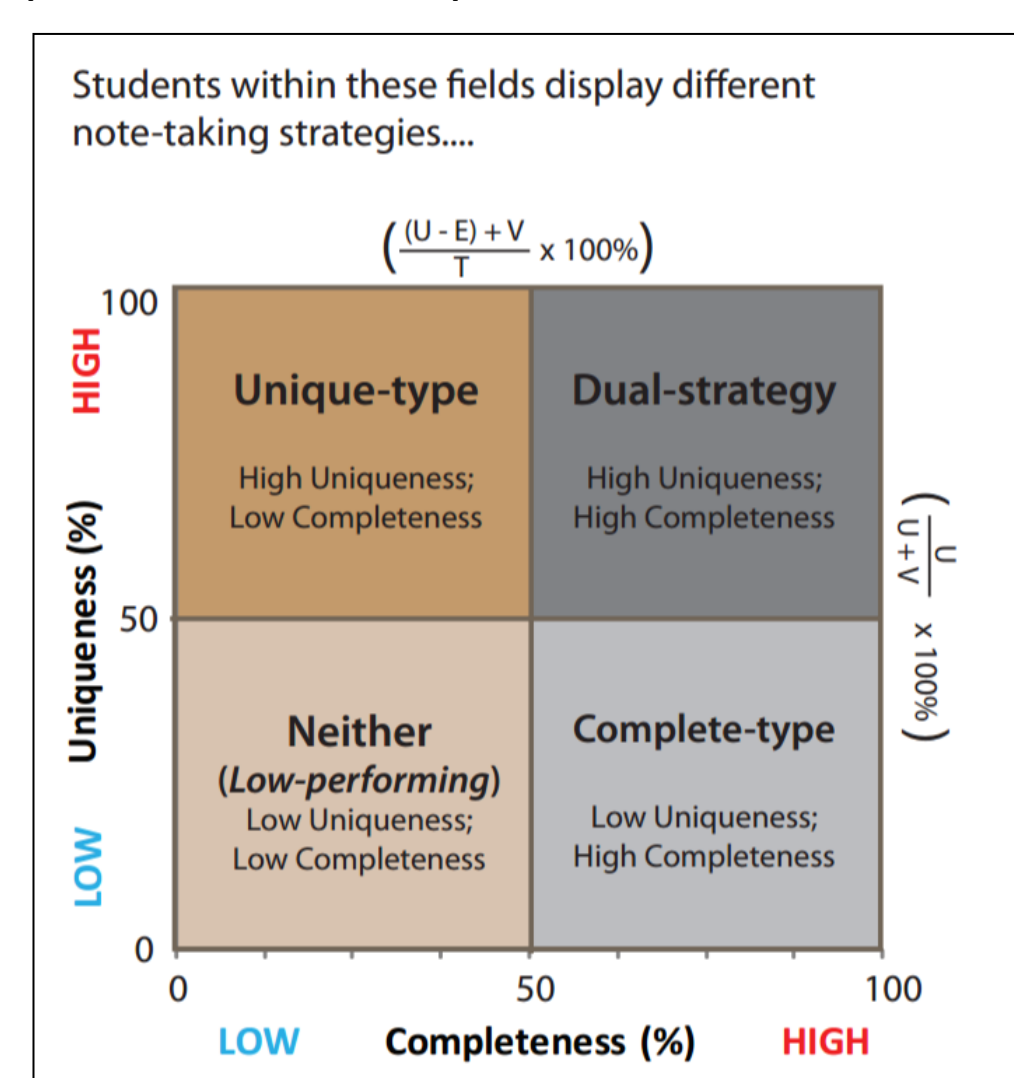 Students within these fields display different
note-taking strategies....
( (U - E) + V / T x 100% )
100
HIGH
Unique-type
High Uniqueness;
Low Completeness
Dual-strategy
High Uniqueness;
High Completeness
Uniqueness (%)
( U / U + V x 100% )
50
Neither
(Low-performing)
Low Uniqueness;
Low Completeness
Complete-type
Low Uniqueness;
High Completeness
LOW
0
0
50
100
LOW
Completeness (%)
HIGH